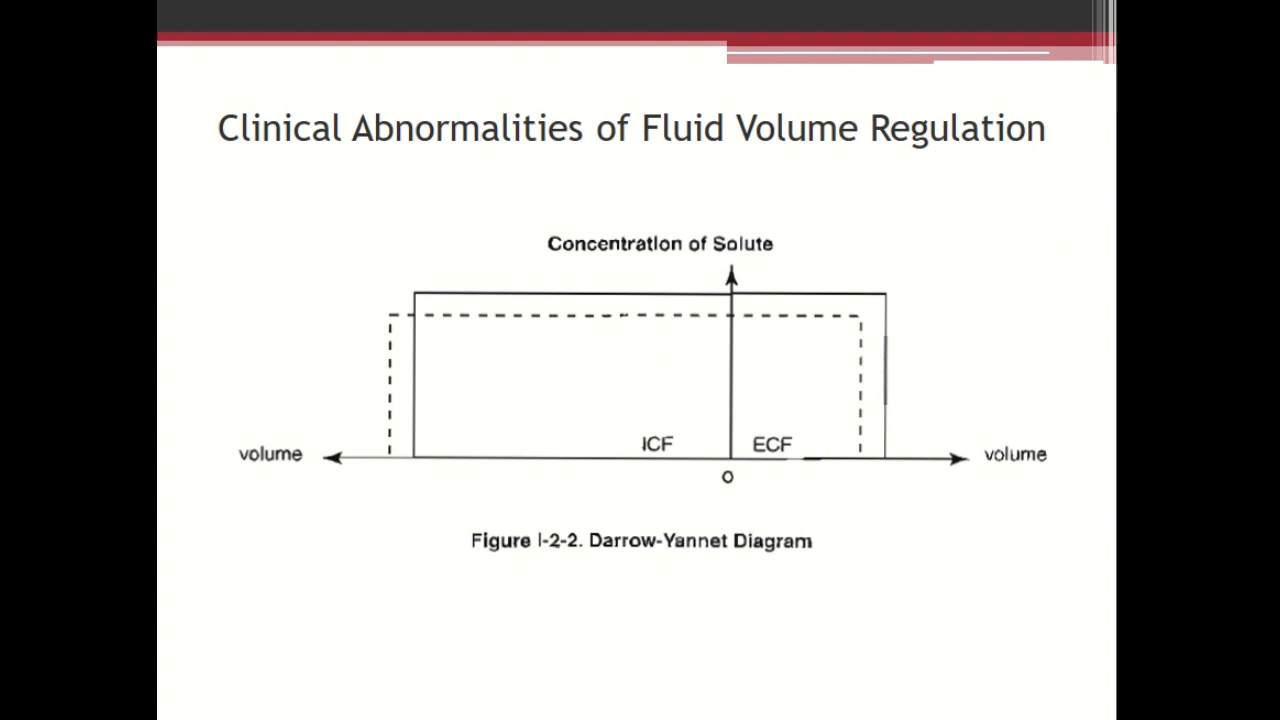 Clinical Abnormalities of Fluid Volume Regulation
Concentration of Solute
ICF
ECF
volume
volume
O
Figure I-2-2. Darrow-Yannet Diagram